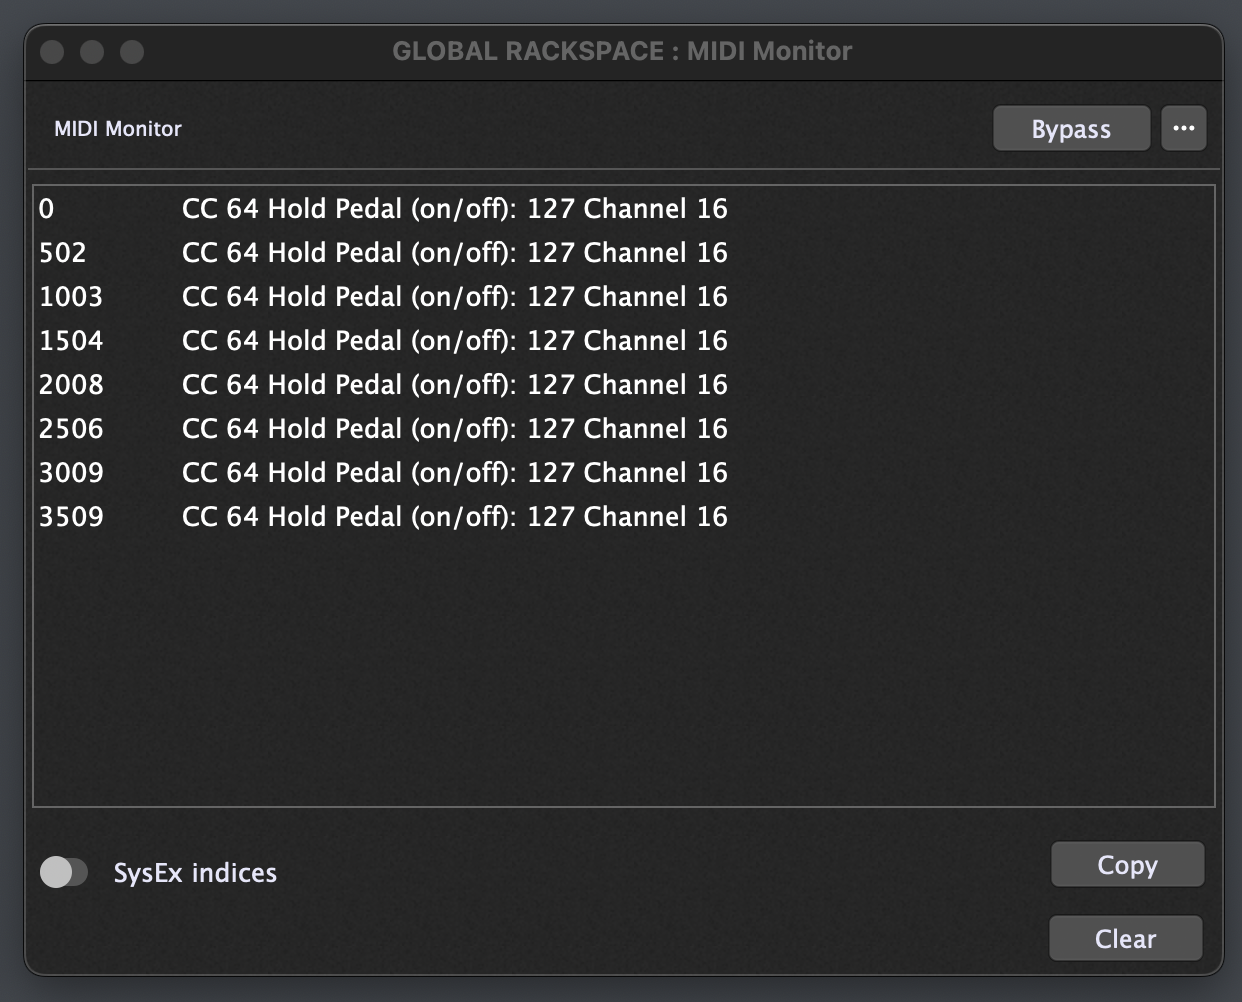 GLOBAL RACKSPACE : MIDI Monitor
MIDI Monitor
Bypass
...
0 CC 64 Hold Pedal (on/off): 127 Channel 16
502 CC 64 Hold Pedal (on/off): 127 Channel 16
1003 CC 64 Hold Pedal (on/off): 127 Channel 16
1504 CC 64 Hold Pedal (on/off): 127 Channel 16
2008 CC 64 Hold Pedal (on/off): 127 Channel 16
2506 CC 64 Hold Pedal (on/off): 127 Channel 16
3009 CC 64 Hold Pedal (on/off): 127 Channel 16
3509 CC 64 Hold Pedal (on/off): 127 Channel 16
SysEx indices
Copy
Clear